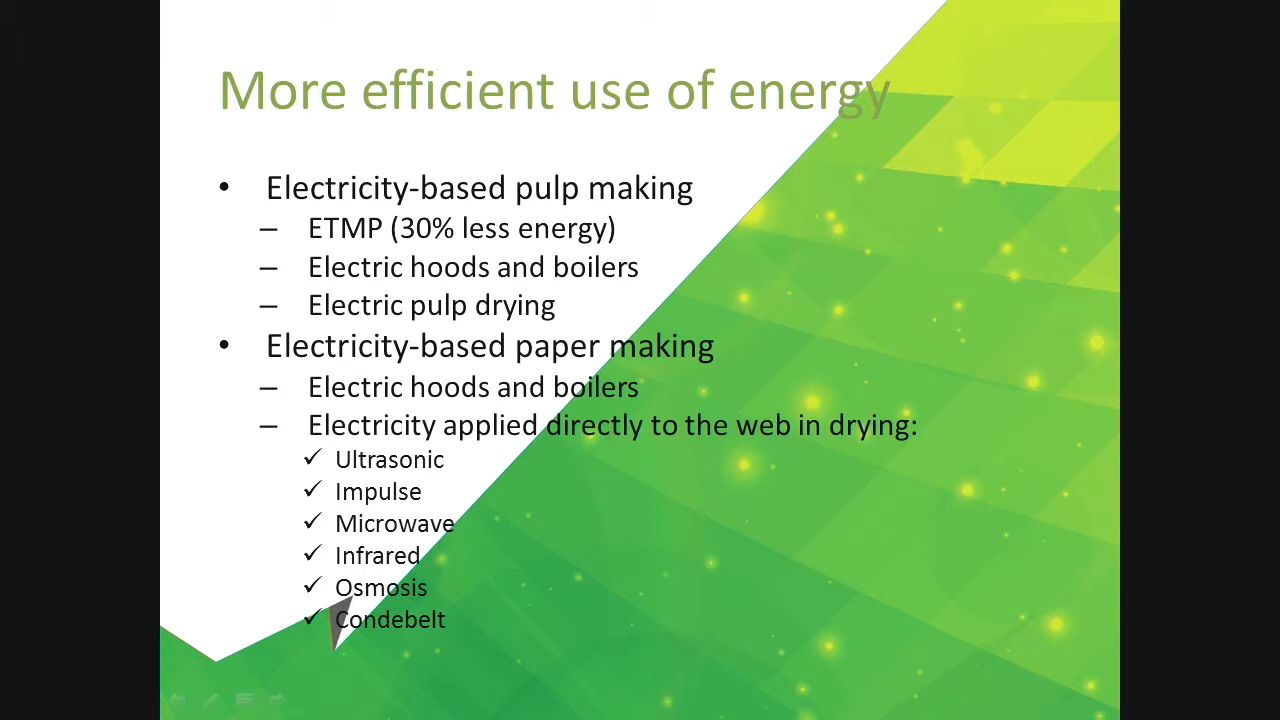 More efficient use of energy
• Electricity-based pulp making
– ETMP (30% less energy)
– Electric hoods and boilers
– Electric pulp drying
• Electricity-based paper making
– Electric hoods and boilers
– Electricity applied directly to the web in drying:
✓ Ultrasonic
✓ Impulse
✓ Microwave
✓ Infrared
✓ Osmosis
✓ Condebelt